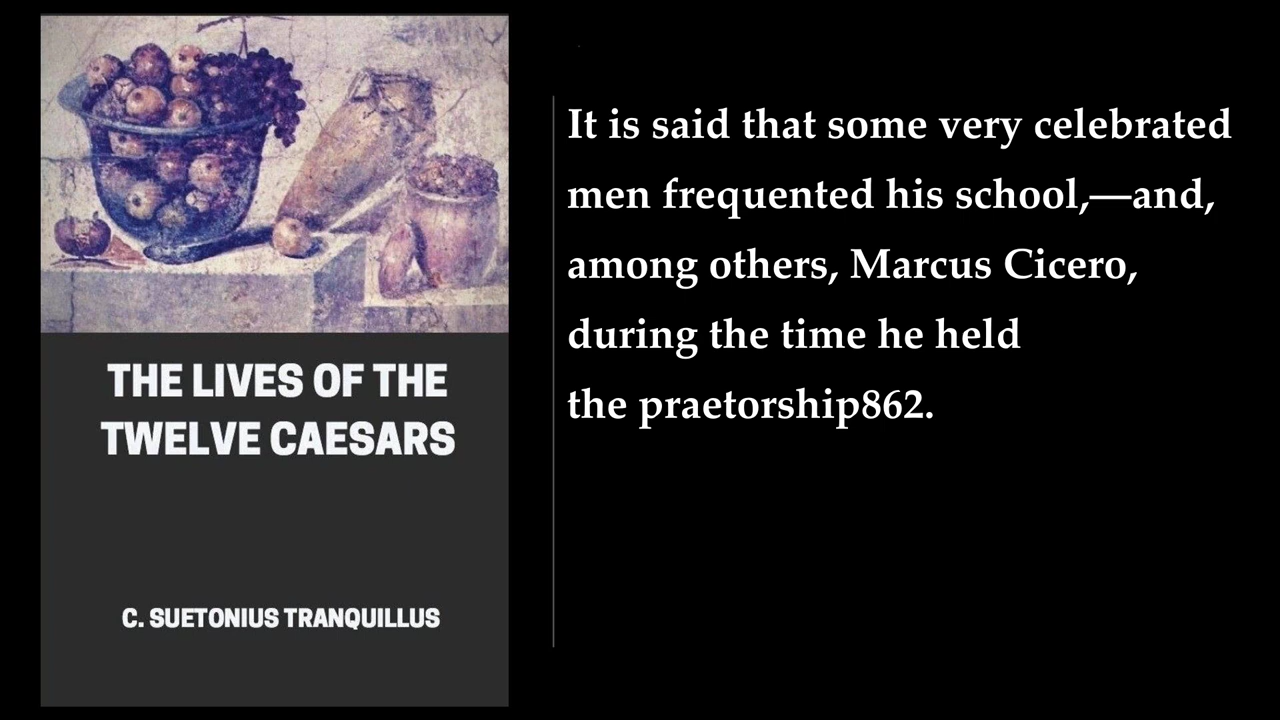 THE LIVES OF THE
TWELVE CAESARS
C. SUETONIUS TRANQUILLUS
It is said that some very celebrated
men frequented his school,—and,
among others, Marcus Cicero,
during the time he held
the praetorship862.